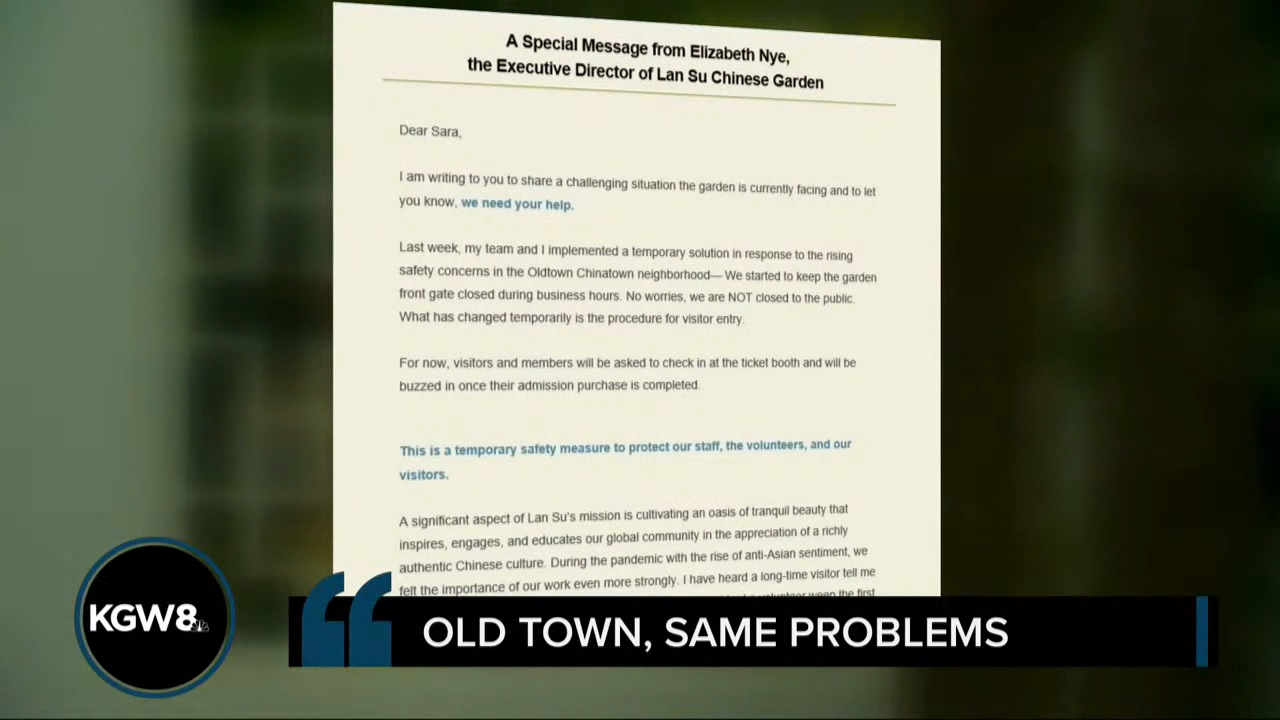 A Special Message from Elizabeth Nye,
the Executive Director of Lan Su Chinese Garden
Dear Sara,
I am writing to you to share a challenging situation the garden is currently facing and to let
you know, we need your help.
Last week, my team and I implemented a temporary solution in response to the rising
safety concerns in the Oldtown Chinatown neighborhood— We started to keep the garden
front gate closed during business hours. No worries, we are NOT closed to the public.
What has changed temporarily is the procedure for visitor entry.
For now, visitors and members will be asked to check in at the ticket booth and will be
buzzed in once their admission purchase is completed.
This is a temporary safety measure to protect our staff, the volunteers, and our
visitors.
A significant aspect of Lan Su's mission is cultivating an oasis of tranquil beauty that
inspires, engages, and educates our global community in the appreciation of a richly
authentic Chinese culture. During the pandemic with the rise of anti-Asian sentiment, we
felt the importance of our work even more strongly. I have heard a long-time visitor tell me
the first
KGW8
OLD TOWN, SAME PROBLEMS